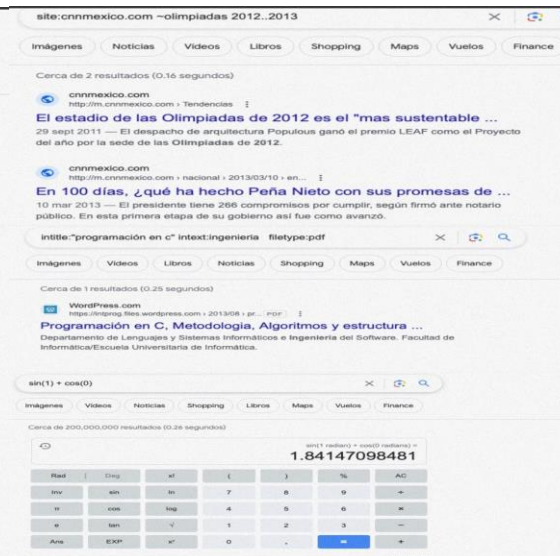 site:cnnmexico.com ~olimpiadas 2012..2013
Imágenes Noticias Videos Libros Shopping Maps Vuelos Finance
Cerca de 2 resultados (0.16 segundos)
cnnmexico.com
http://m.cnnmexico.com › Tendencias
El estadio de las Olimpiadas de 2012 es el "mas sustentable ...
29 sept 2011 — El despacho de arquitectura Populous ganó el premio LEAF como el Proyecto
del año por la sede de las Olimpiadas de 2012.
cnnmexico.com
http://m.cnnmexico.com › nacional › 2013/03/10 › en...
En 100 días, ¿qué ha hecho Peña Nieto con sus promesas de ...
10 mar 2013 — El presidente tiene 266 compromisos por cumplir, según firmó ante notario
público. En esta primera etapa de su gobierno así fue como avanzó.
intitle:"programación en c" intext:ingenieria filetype:pdf
Imágenes Videos Libros Noticias Shopping Maps Vuelos Finance
Cerca de 1 resultados (0.25 segundos)
WordPress.com
https://intprog.files.wordpress.com › 2013/08 › pr... PDF
Programación en C, Metodologia, Algoritmos y estructura ...
Departamento de Lenguajes y Sistemas Informáticos e Ingeniería del Software. Facultad de
Informática/Escuela Universitaria de Informática.
sin(1) + cos(0)
Imágenes Videos Noticias Shopping Libros Maps Vuelos Finance
Cerca de 200,000,000 resultados (0.26 segundos)
sin(1 radian) + cos(0 radians) =
1.84147098481
Rad | Deg x! ( ) % AC
Inv sin ln 7 8 9 ÷
π cos log 4 5 6 ×
e tan √ 1 2 3 −
Ans EXP xʸ 0 . = +